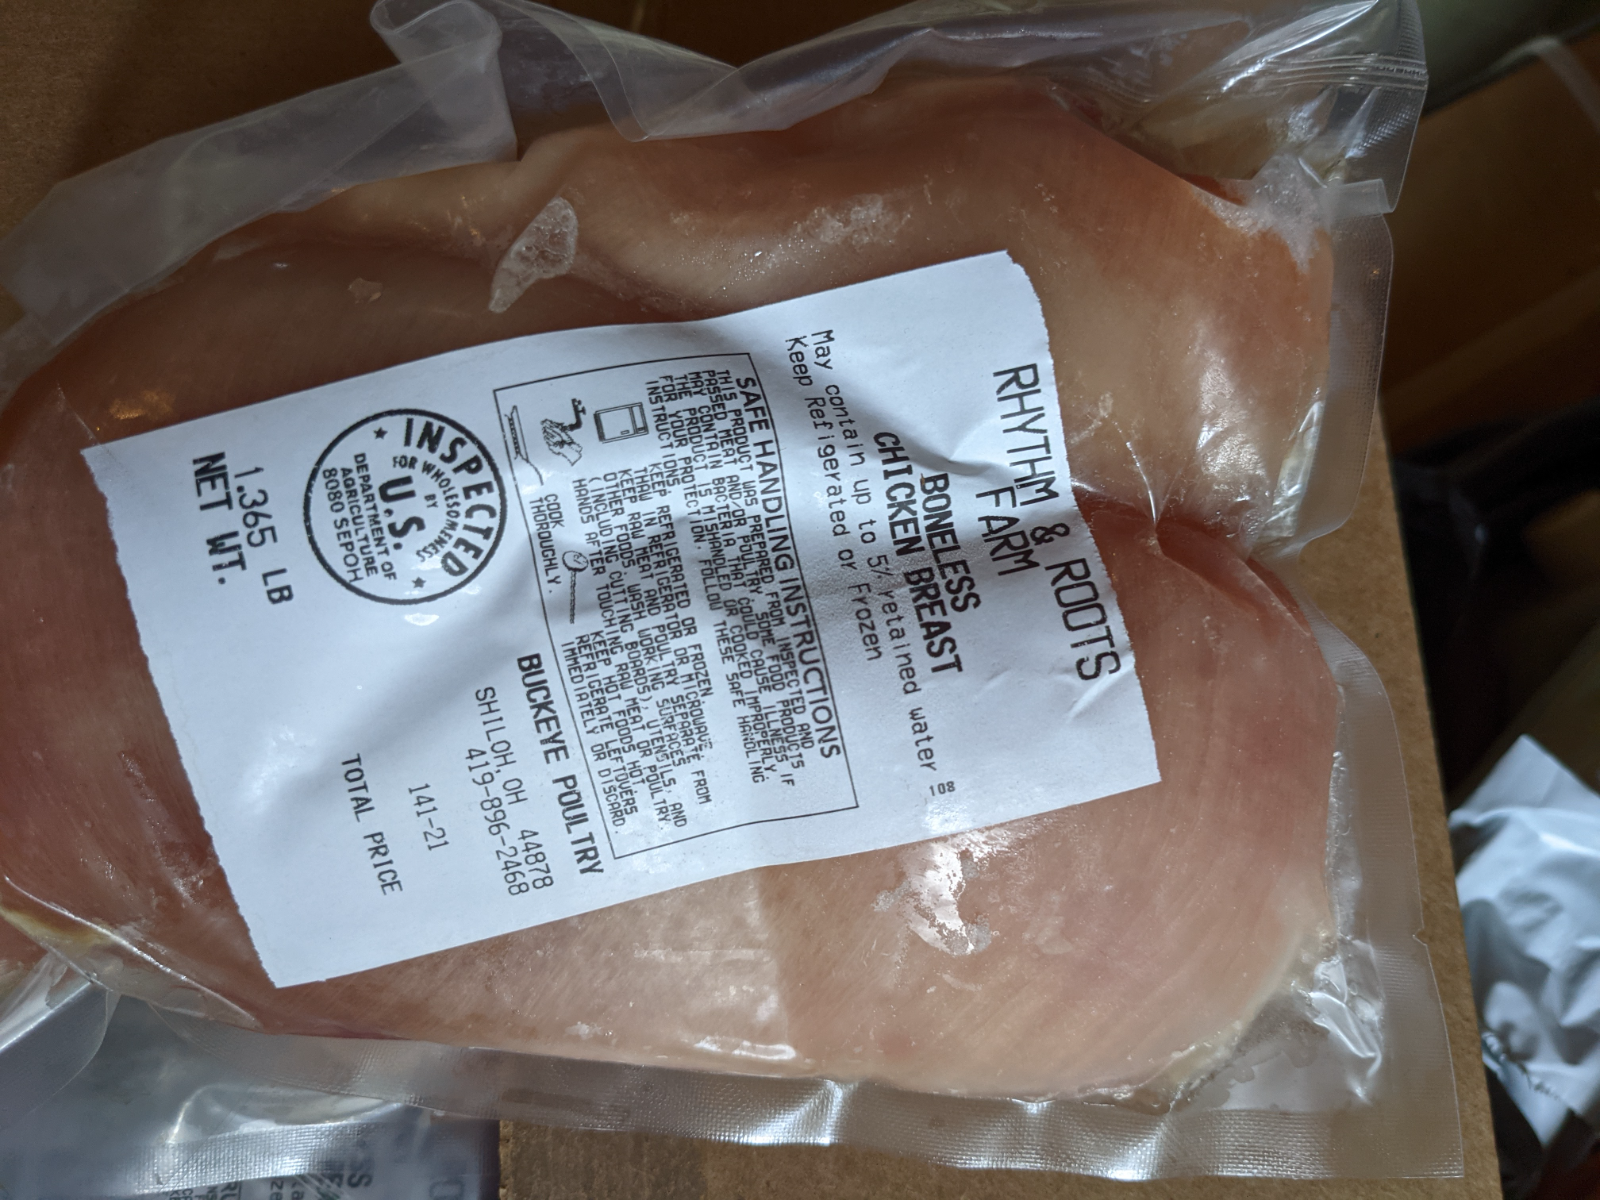 RHYTHM & ROOTS
FARM
BONELESS
CHICKEN BREAST
May contain up to 5% retained water
108
Keep Refigerated or Frozen
SAFE HANDLING INSTRUCTIONS
THIS PRODUCT WAS PREPARED FROM INSPECTED AND
PASSED MEAT AND/OR POULTRY. SOME FOOD PRODUCTS
MAY CONTAIN BACTERIA THAT COULD CAUSE ILLNESS IF
THE PRODUCT IS MISHANDLED OR COOKED IMPROPERLY.
FOR YOUR PROTECTION, FOLLOW THESE SAFE HANDLING
INSTRUCTIONS.
KEEP REFRIGERATED OR FROZEN.
THAW IN REFRIGERATOR OR MICROWAVE.
KEEP RAW MEAT AND POULTRY SEPARATE FROM
OTHER FOODS. WASH WORKING SURFACES
(INCLUDING CUTTING BOARDS), UTENSILS, AND
HANDS AFTER TOUCHING RAW MEAT OR POULTRY.
COOK
THOROUGHLY.
KEEP HOT FOODS HOT.
REFRIGERATE LEFTOVERS
IMMEDIATELY OR DISCARD.
BUCKEYE POULTRY
SHILOH, OH 44878
419-896-2468
INSPECTED
FOR WHOLESOMENESS
BY
U.S.
DEPARTMENT OF
AGRICULTURE
8080 SEPOH
141-21
1.365 LB
NET WT.
TOTAL PRICE